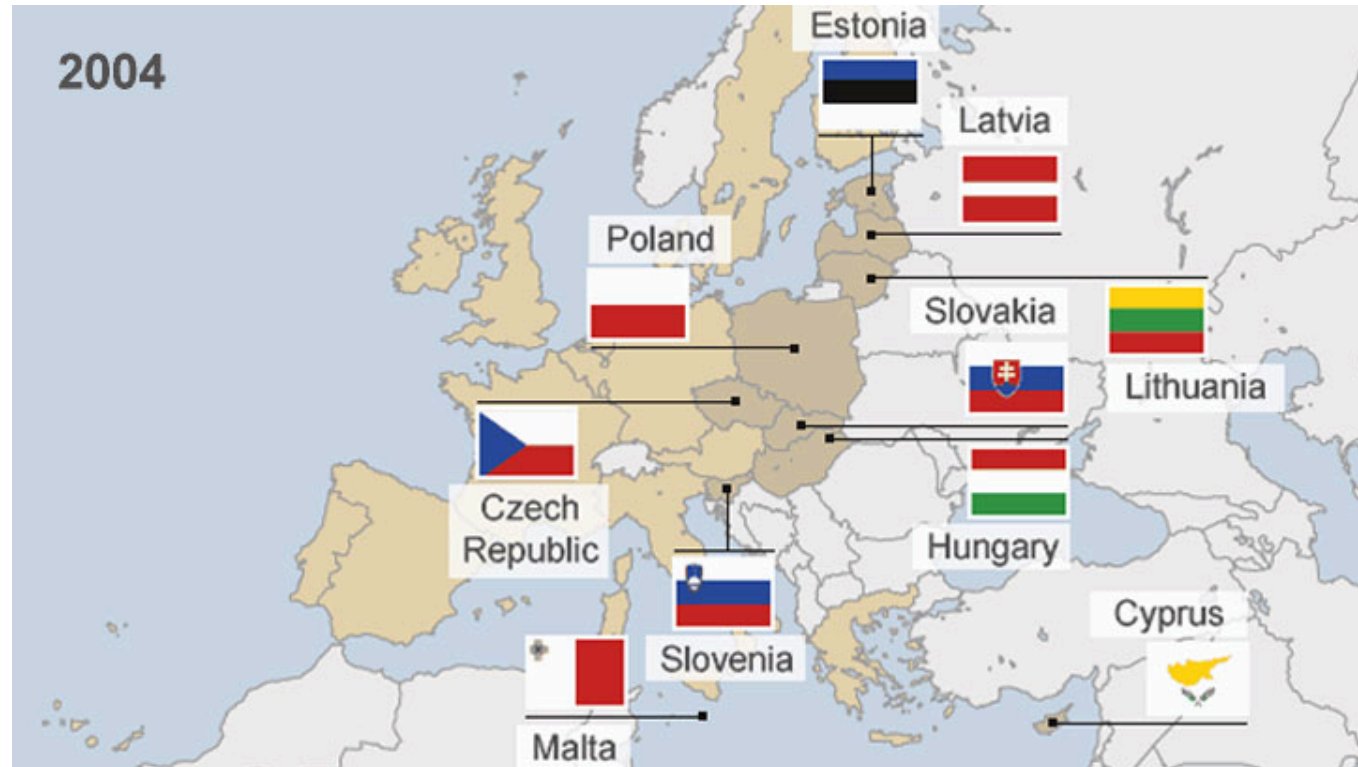 2004
Estonia
Latvia
Poland
Slovakia
Lithuania
Czech
Republic
Hungary
Cyprus
Slovenia
Malta